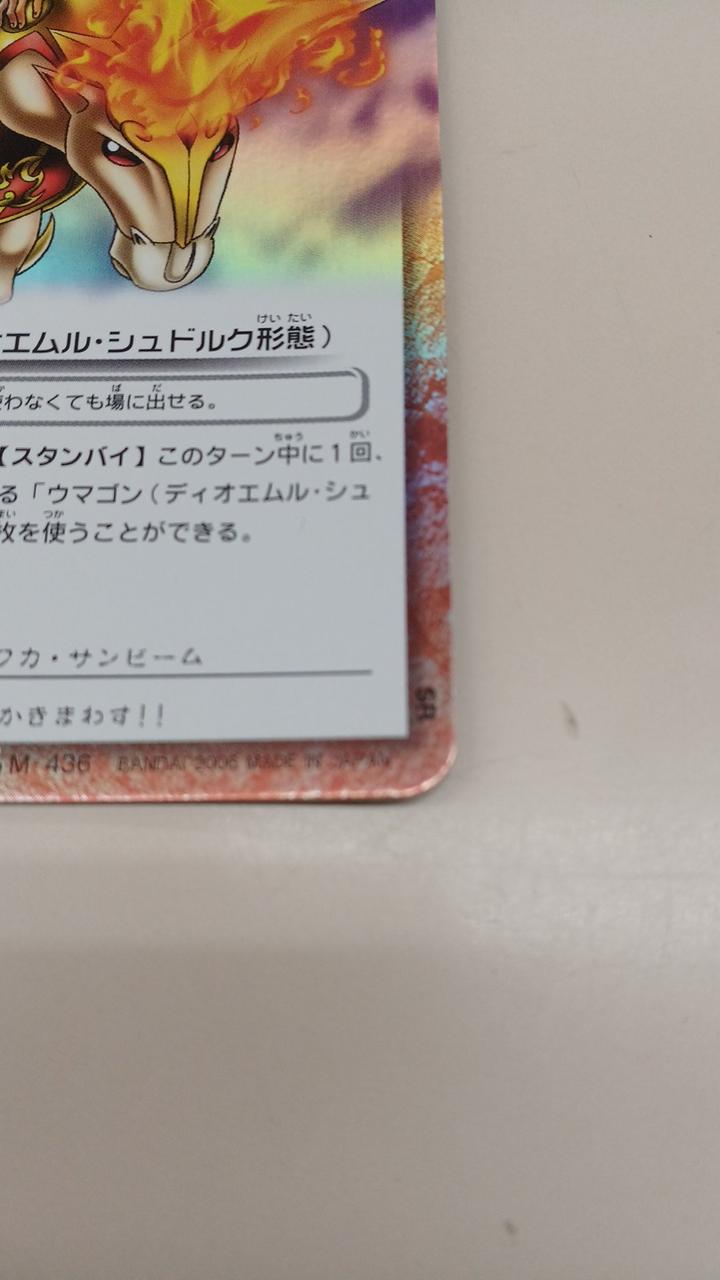 エムル・シュドルク形態）
わなくても場に出せる。
【スタンバイ】このターン中に1回、
る「ウマゴン（ディオエムル・シュ
枚を使うことができる。
カ・サンビーム
かきまわす!!
SR
M-436 BANDAI 2006 MADE IN JAPAN